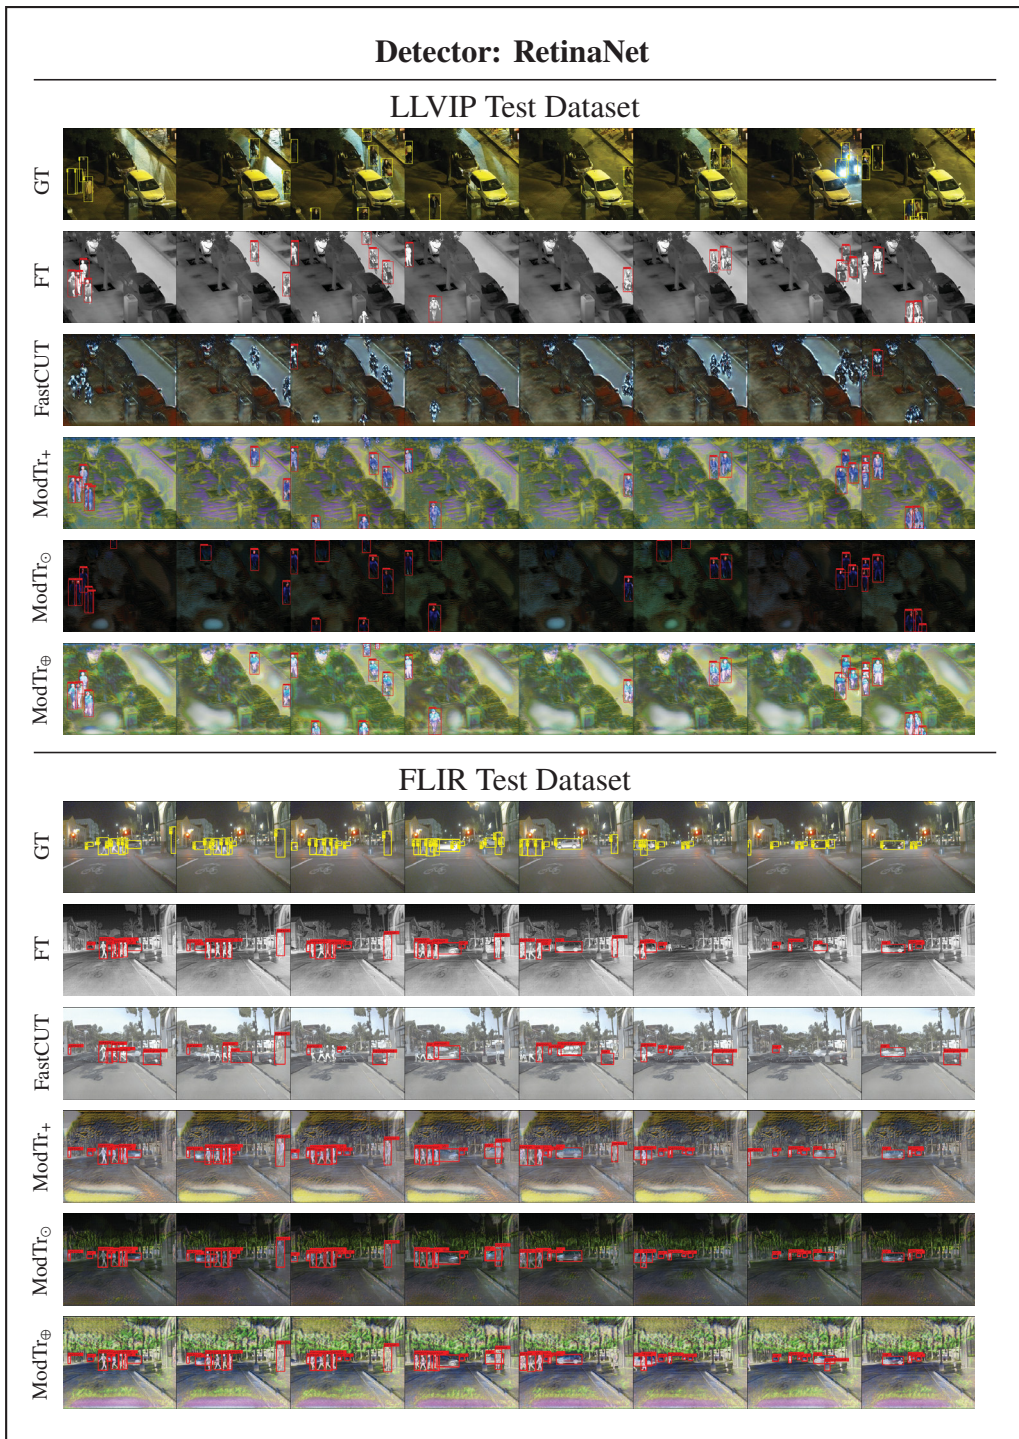 Detector: RetinaNet
LLVIP Test Dataset
GT
FT
FastCUT
ModTr+
ModTr⊙
ModTr⊕
FLIR Test Dataset
GT
FT
FastCUT
ModTr+
ModTr⊙
ModTr⊕